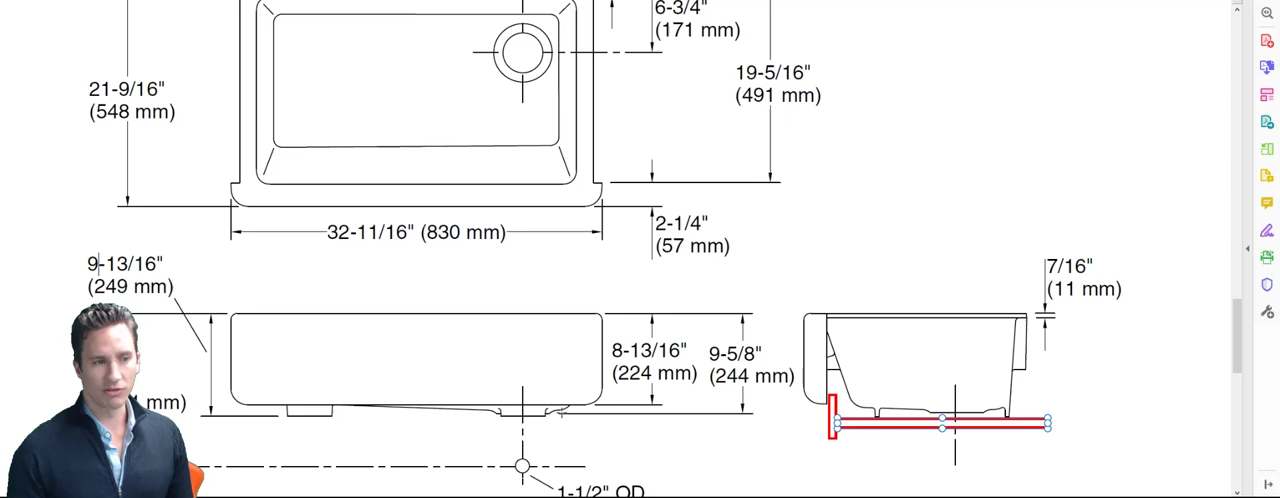 6-3/4"
(171 mm)
21-9/16"
(548 mm)
19-5/16"
(491 mm)
32-11/16" (830 mm)
2-1/4"
(57 mm)
9-13/16"
(249 mm)
7/16"
(11 mm)
8-13/16"
(224 mm)
9-5/8"
(244 mm)
mm)
1-1/2" OD